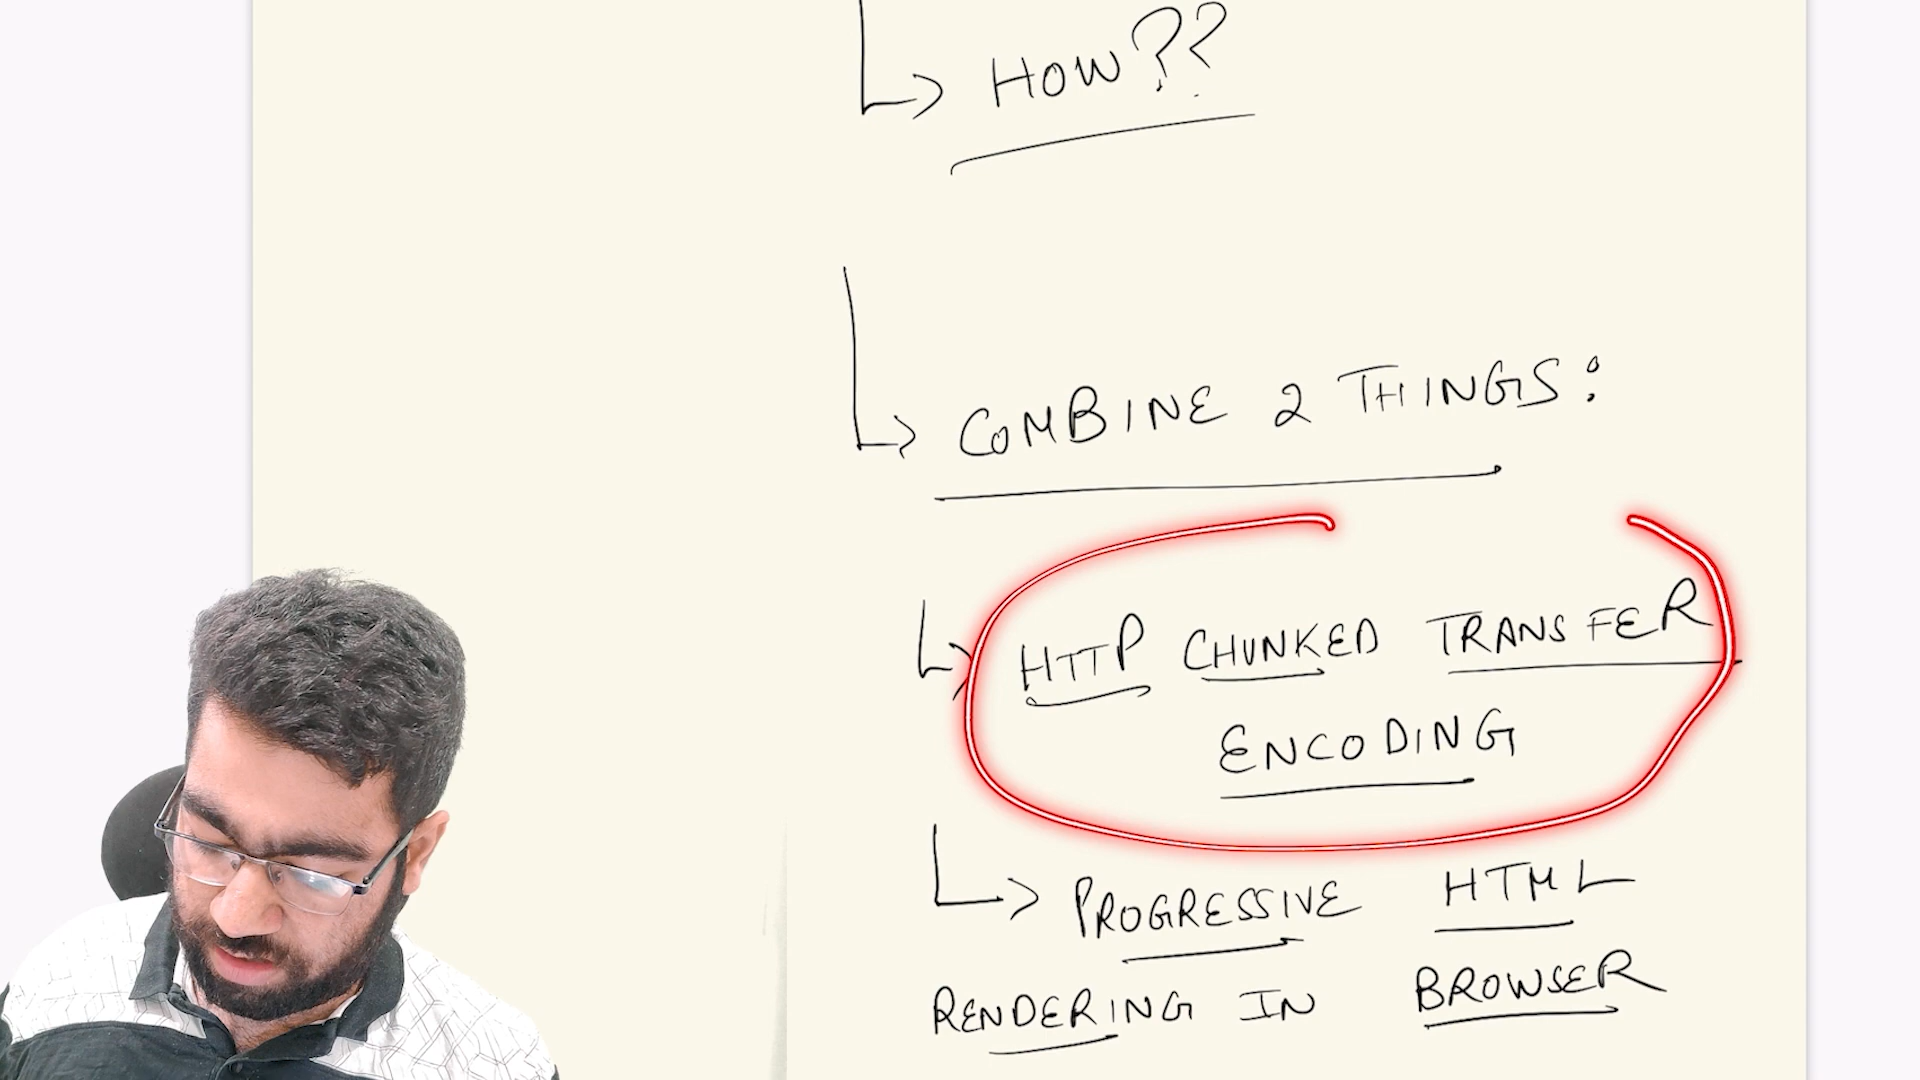 HOW??
COMBINE 2 THINGS:
HTTP CHUNKED TRANSFER
ENCODING
PROGRESSIVE HTML
RENDERING IN BROWSER